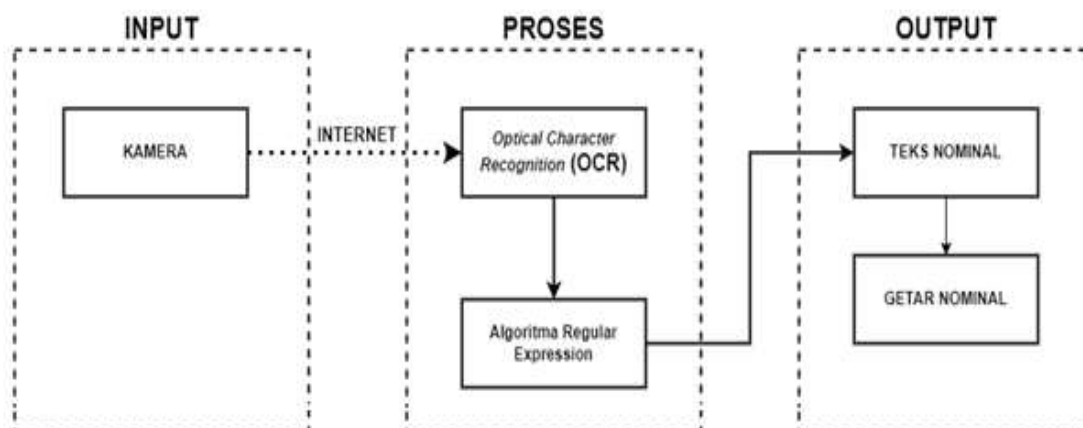 INPUT
PROSES
OUTPUT
KAMERA
INTERNET
Optical Character
Recognition (OCR)
Algoritma Regular
Expression
TEKS NOMINAL
GETAR NOMINAL